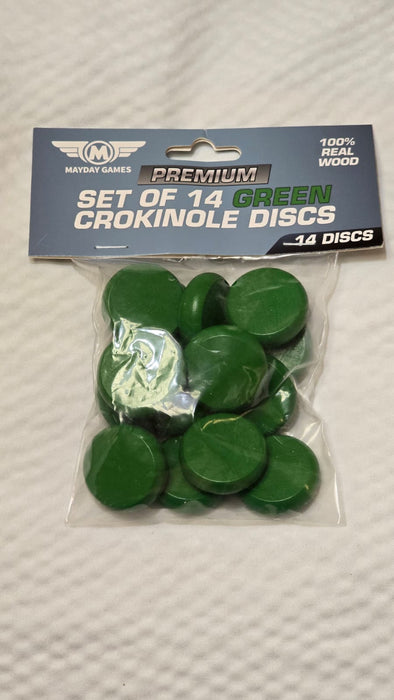 M
MAYDAY GAMES
100%
REAL
WOOD
PREMIUM
SET OF 14 GREEN
CROKINOLE DISCS
14 DISCS